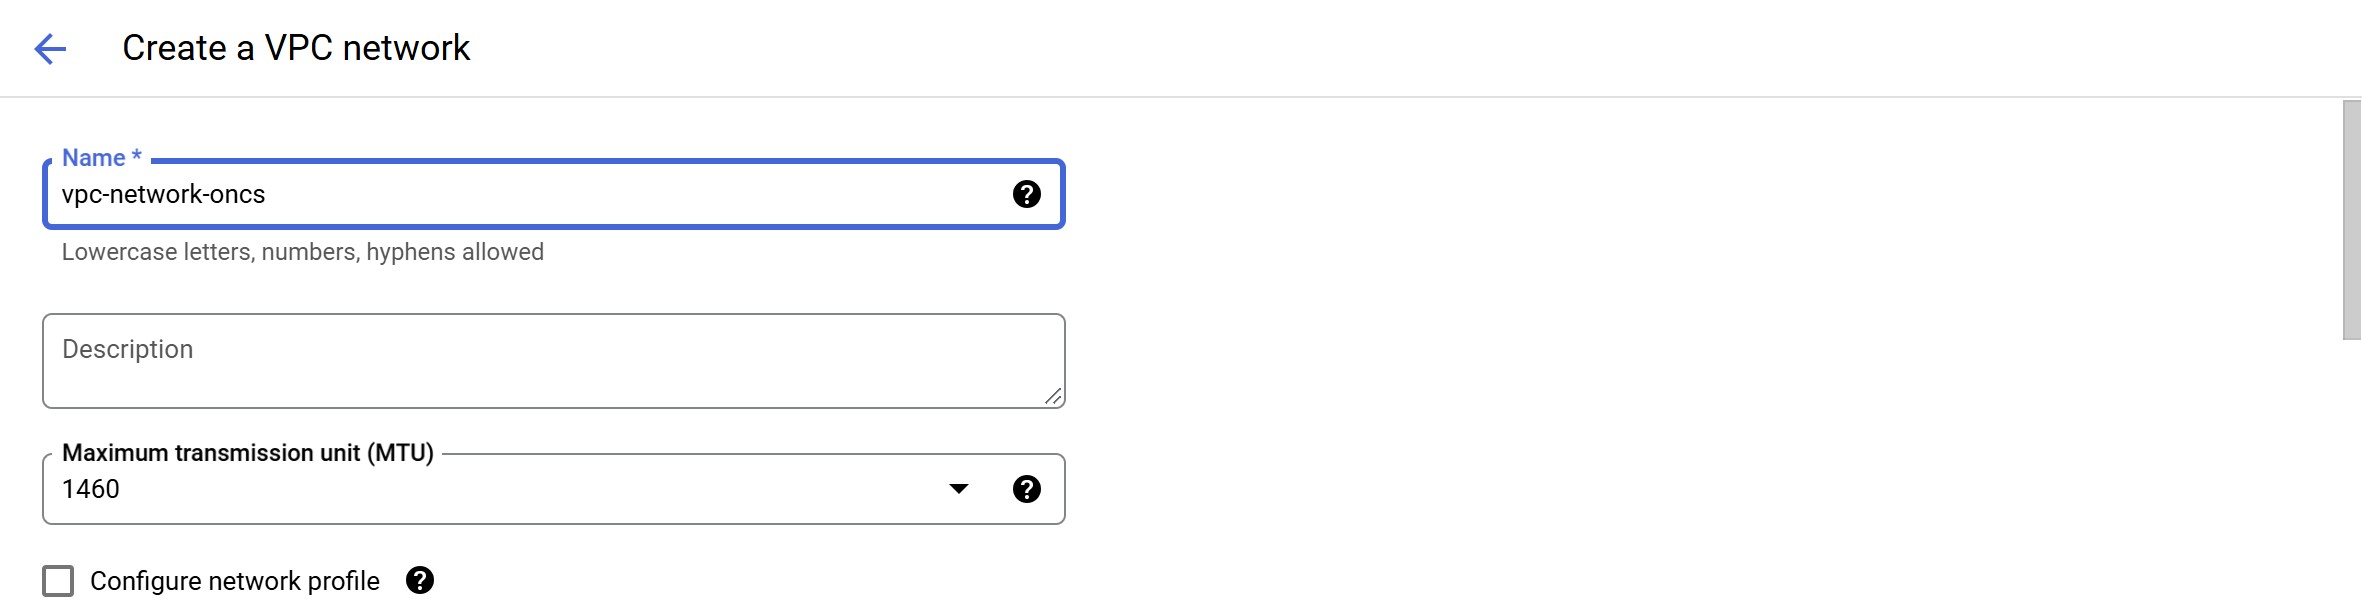 Create a VPC network
Name *
vpc-network-oncs
Lowercase letters, numbers, hyphens allowed
Description
Maximum transmission unit (MTU)
1460
Configure network profile